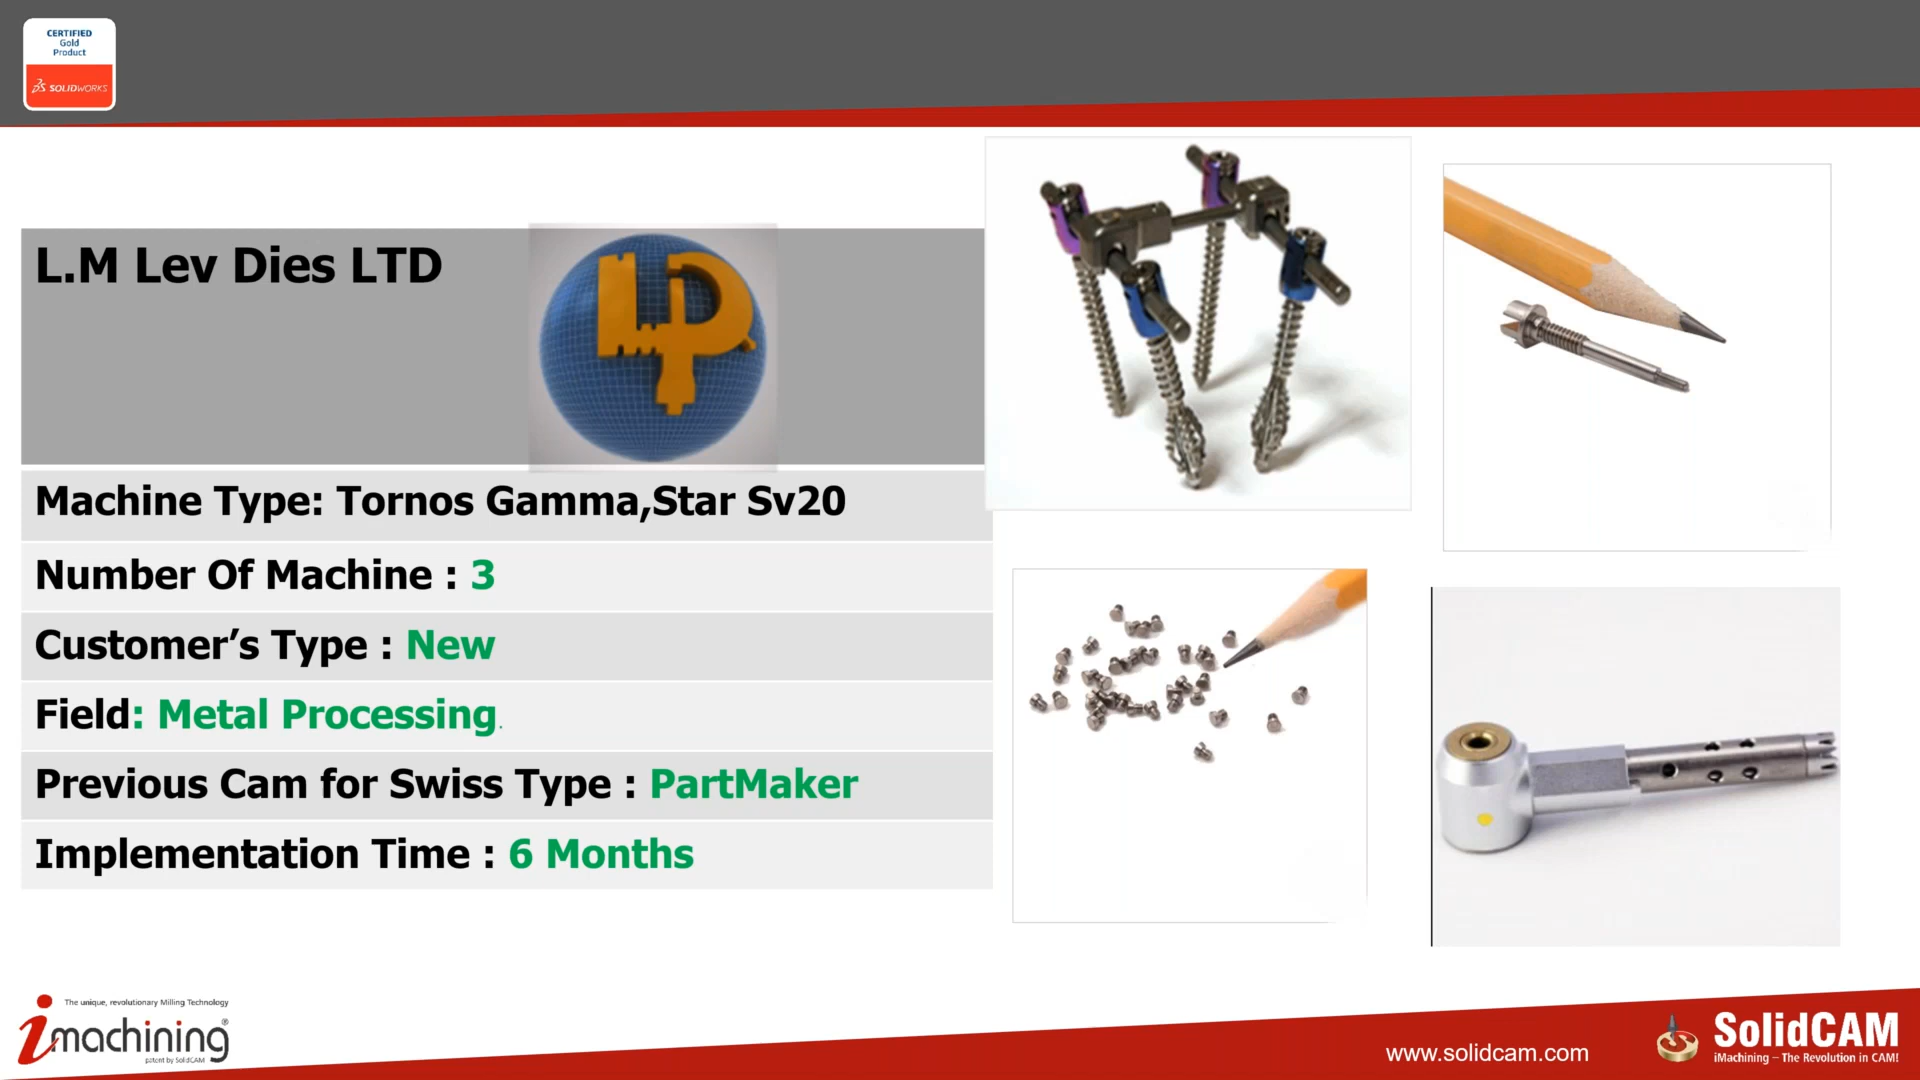 CERTIFIED
Gold
Product
SOLIDWORKS
L.M Lev Dies LTD
Machine Type: Tornos Gamma,Star Sv20
Number Of Machine : 3
Customer’s Type : New
Field: Metal Processing.
Previous Cam for Swiss Type : PartMaker
Implementation Time : 6 Months
The unique, revolutionary Milling Technology
imachining®
patent by SolidCAM
www.solidcam.com
SolidCAM
iMachining – The Revolution in CAM!